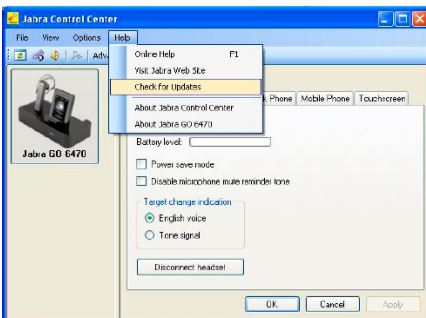 Jabra Control Center
File View Options Help
Adv
Online Help F1
Visit Jabra Web Site
Check for Updates
About Jabra Control Center
About Jabra GO 6470
Phone Mobile Phone Touchscreen
Jabra GO 6470
Battery level:
Power save mode
Disable microphone mute reminder tone
Target change indication
English voice
Tone signal
Disconnect headset
OK Cancel Apply